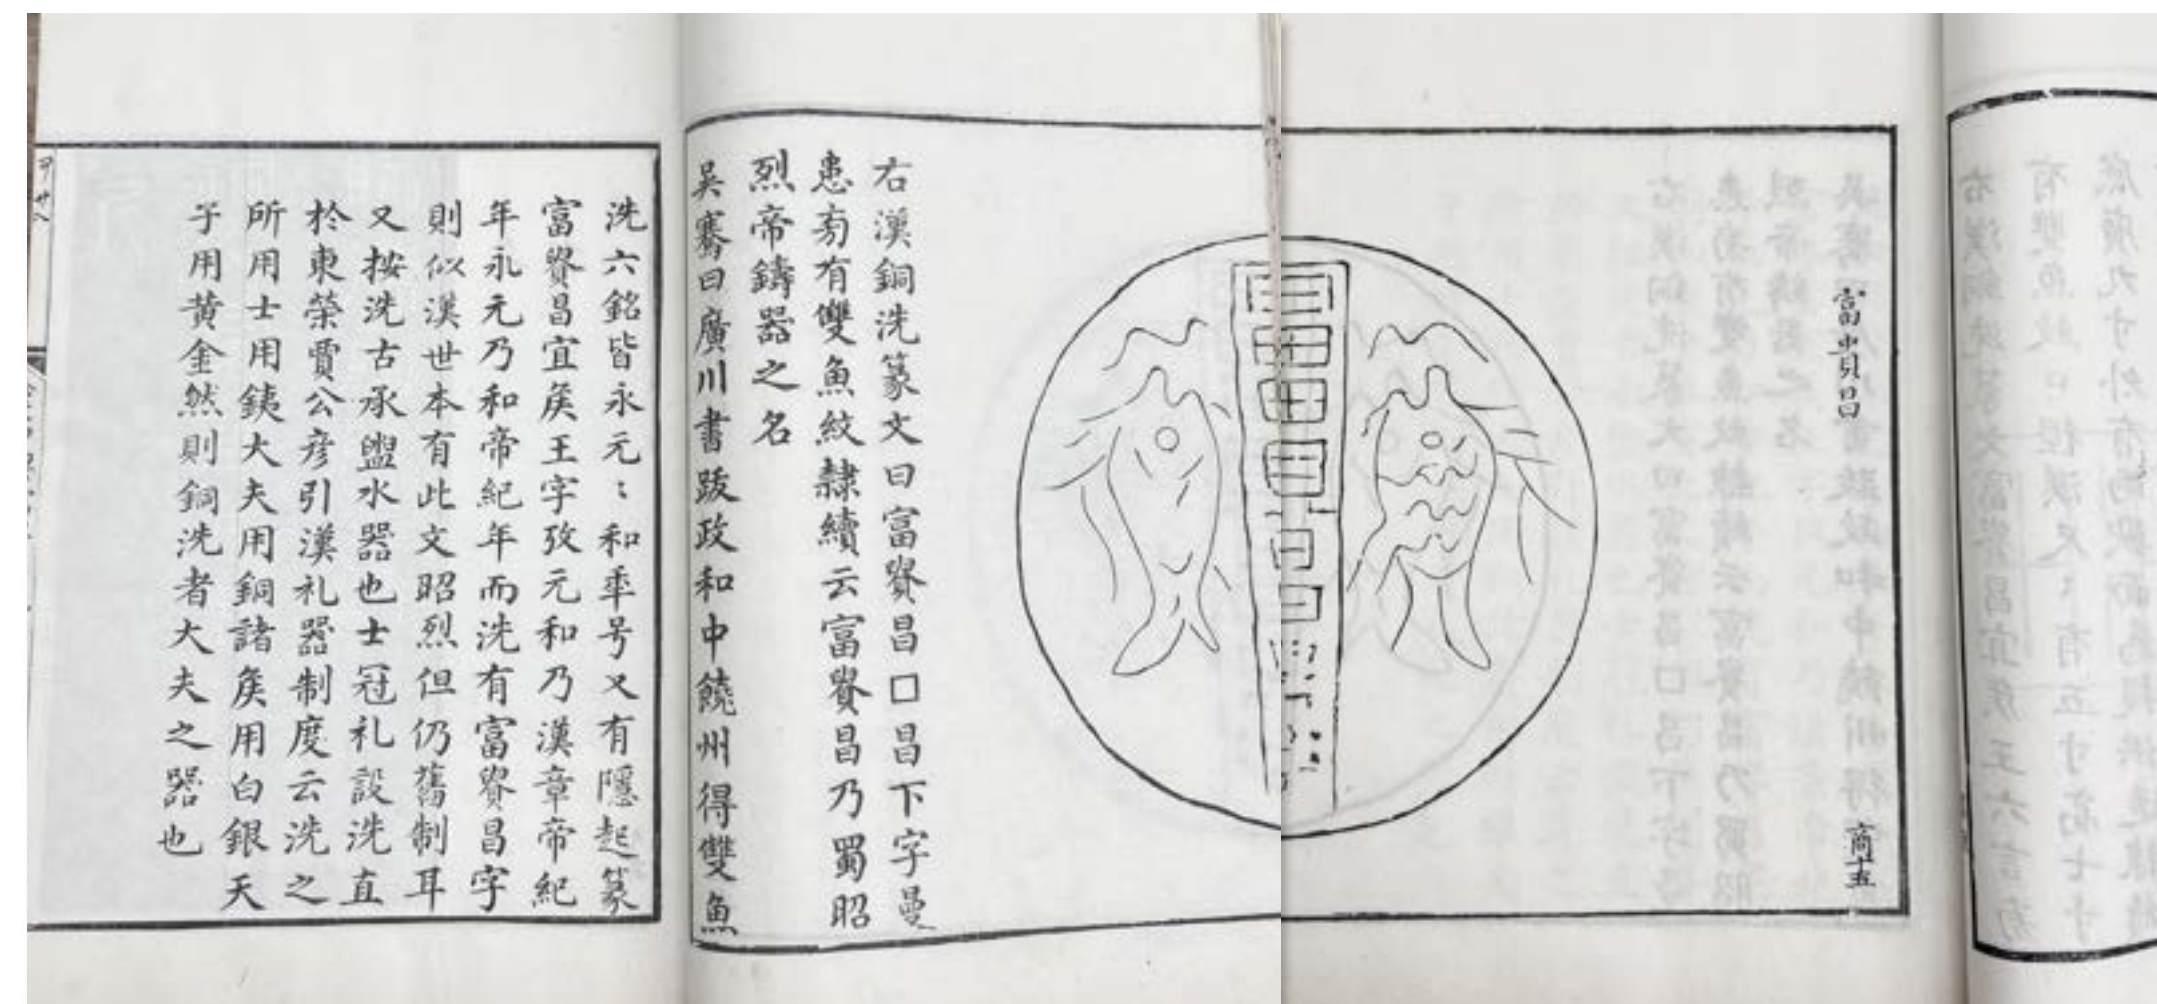 富貴昌
商十五
右漢銅洗篆文曰富貴昌口昌下字曼
患旁有雙魚紋隸續云富貴昌乃蜀昭
烈帝鑄器之名
吳騫曰廣川書跋政和中饒州得雙魚
洗六銘皆永元〻和年号又有隱起篆
富貴昌宜矦王字攷元和乃漢章帝紀
年永元乃和帝紀年而洗有富貴昌字
則似漢世本有此文昭烈但仍舊制耳
又按洗古承盥水器也士冠礼設洗直
於東榮賈公彦引漢礼器制度云洗之
所用士用銕大夫用銅諸矦用白銀天
子用黄金然則銅洗者大夫之器也